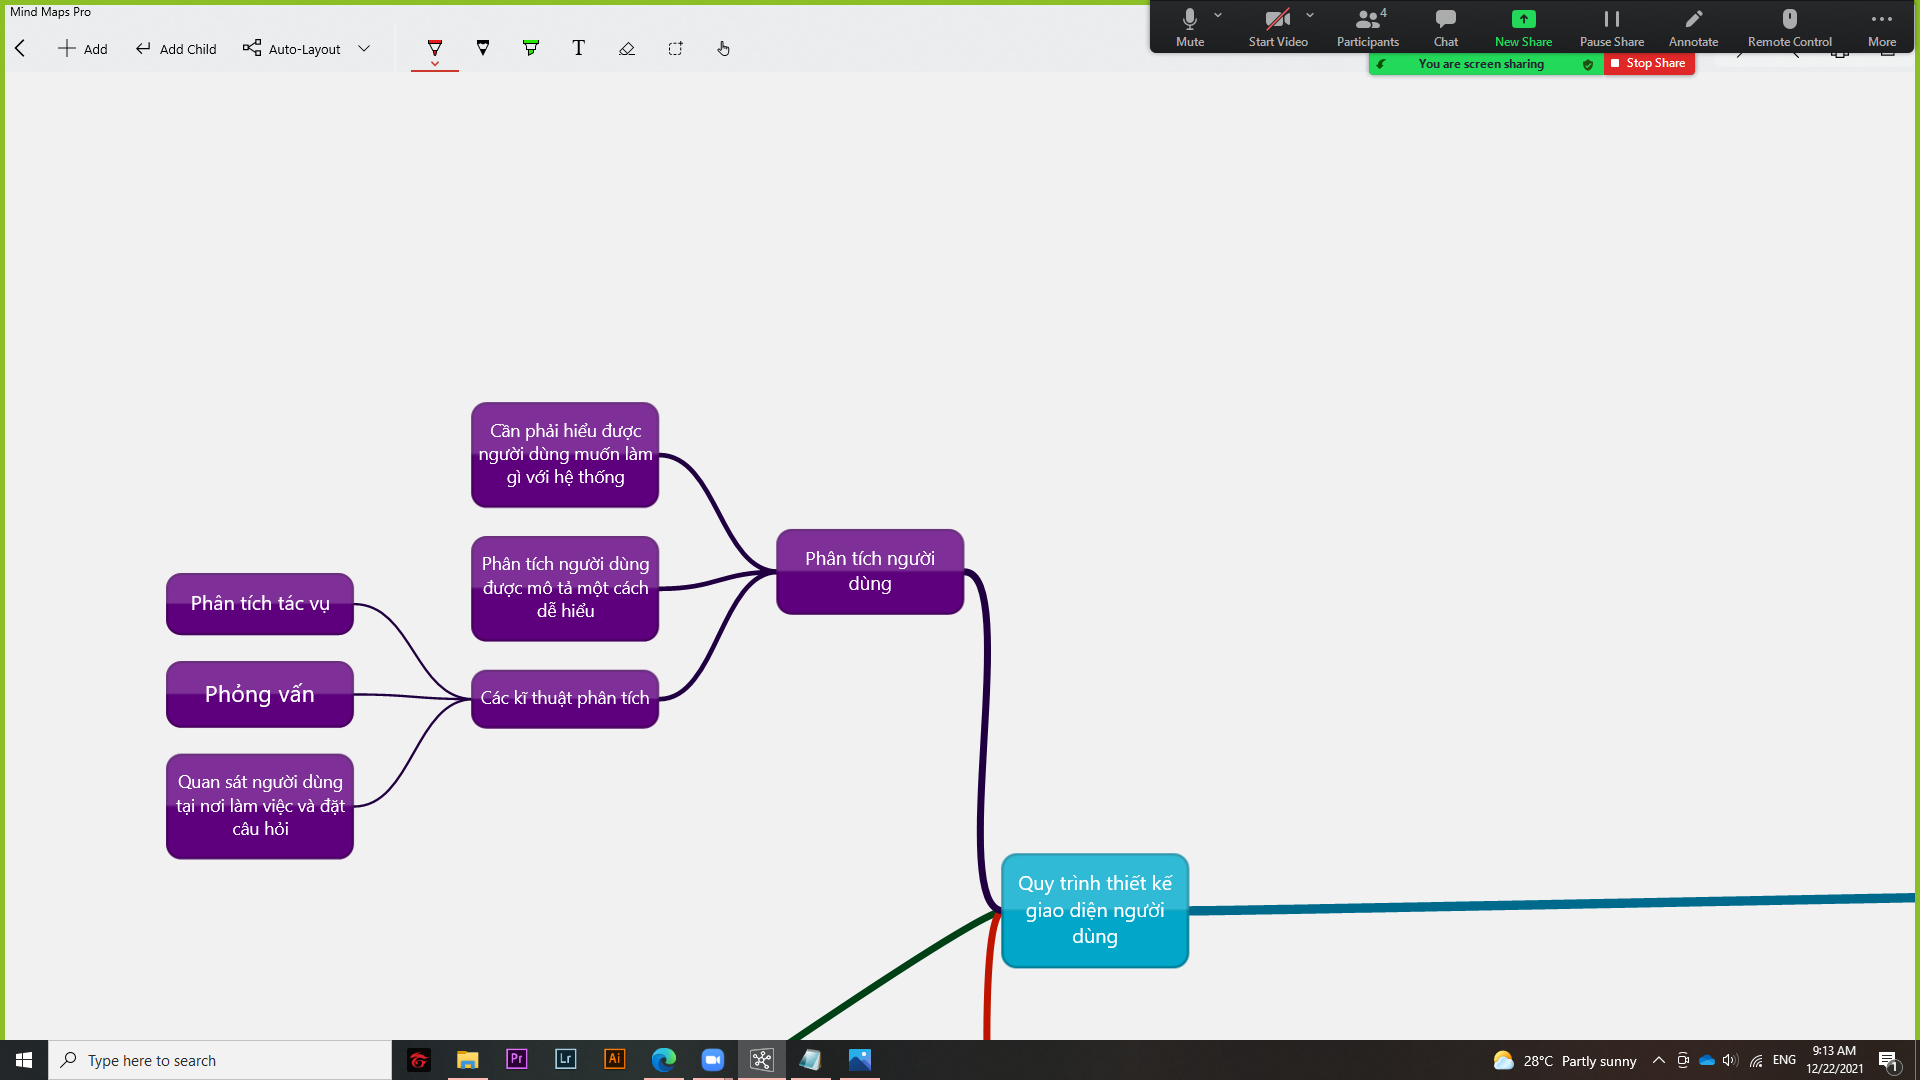 Mind Maps Pro
Add
Add Child
Auto-Layout
T
Mute
Start Video
4
Participants
Chat
New Share
Pause Share
Annotate
Remote Control
More
You are screen sharing
Stop Share
Cần phải hiểu được
người dùng muốn làm
gì với hệ thống
Phân tích người dùng
được mô tả một cách
dễ hiểu
Các kĩ thuật phân tích
Phân tích người
dùng
Phân tích tác vụ
Phỏng vấn
Quan sát người dùng
tại nơi làm việc và đặt
câu hỏi
Quy trình thiết kế
giao diện người
dùng
Type here to search
Pr
Lr
Ai
28°C Partly sunny
ENG
9:13 AM
12/22/2021
1